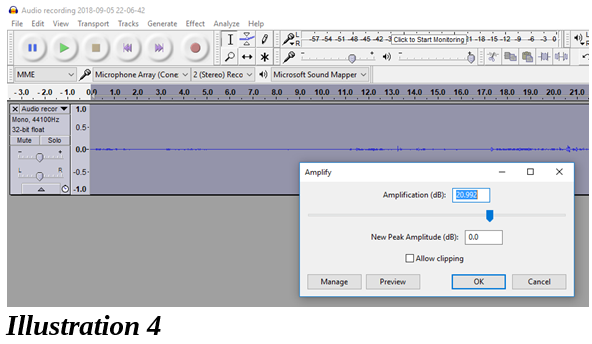 Audio recording 2018-09-05 22-06-42
File Edit View Transport Tracks Generate Effect Analyze Help
L R -57 -54 -51 -48 -45 -42 -3 Click to Start Monitoring 1 -18 -15 -12 -9 -6 -3 0 L R
MME Microphone Array (Cone 2 (Stereo) Reco Microsoft Sound Mapper
-3.0 -2.0 -1.0 0.0 1.0 2.0 3.0 4.0 5.0 6.0 7.0 8.0 9.0 10.0 11.0 12.0 13.0 14.0 15.0 16.0 17.0 18.0 19.0 20.0 21.0
X Audio recor 1.0
Mono, 44100Hz
32-bit float 0.5
Mute Solo
- + 0.0
L R -0.5
-1.0
Amplify
Amplification (dB): 20.992
New Peak Amplitude (dB): 0.0
Allow clipping
Manage Preview OK Cancel
Illustration 4